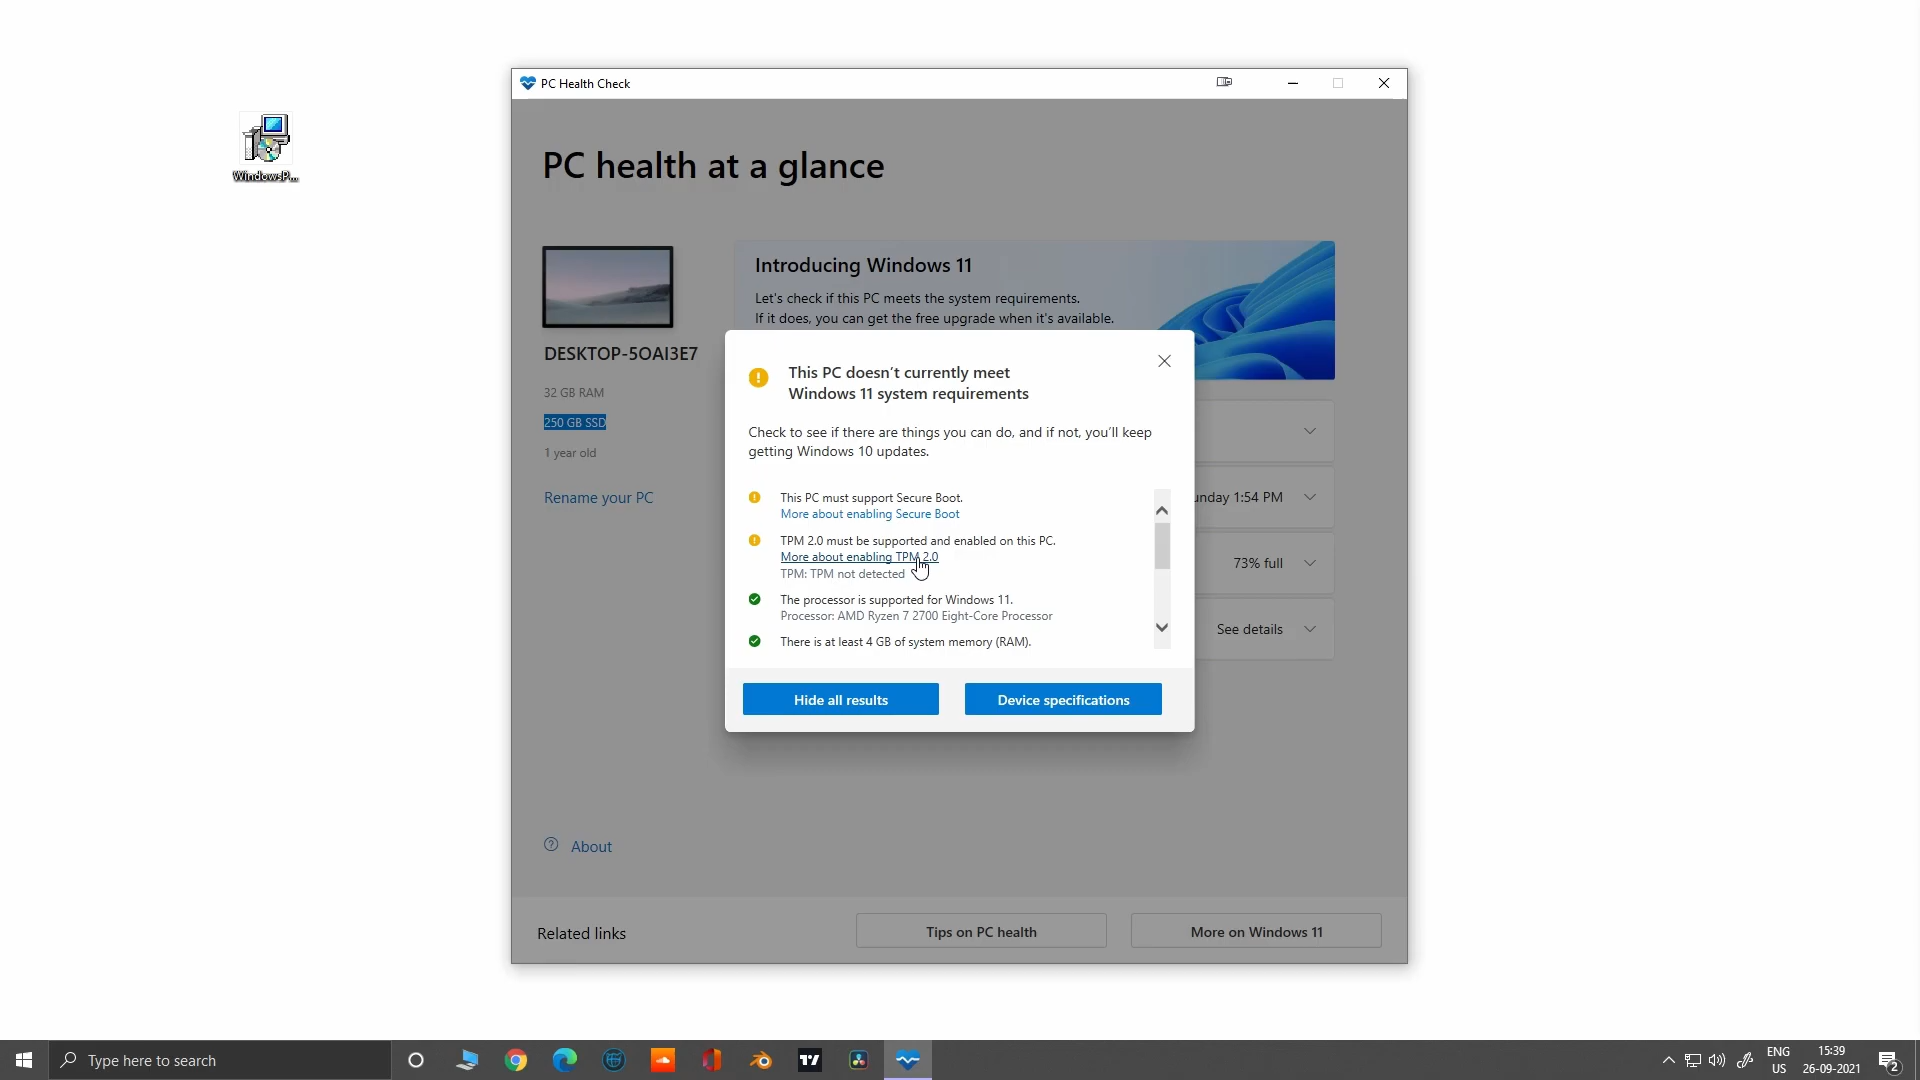 PC Health Check
WindowsP...
PC health at a glance
Introducing Windows 11
Let's check if this PC meets the system requirements.
If it does, you can get the free upgrade when it's available.
DESKTOP-5OAI3E7
32 GB RAM
250 GB SSD
1 year old
Rename your PC
This PC doesn't currently meet
Windows 11 system requirements
Check to see if there are things you can do, and if not, you'll keep
getting Windows 10 updates.
This PC must support Secure Boot.
More about enabling Secure Boot
TPM 2.0 must be supported and enabled on this PC.
More about enabling TPM 2.0
TPM: TPM not detected
The processor is supported for Windows 11.
Processor: AMD Ryzen 7 2700 Eight-Core Processor
There is at least 4 GB of system memory (RAM).
Hide all results
Device specifications
1:54 PM
73% full
See details
About
Related links
Tips on PC health
More on Windows 11
Type here to search
ENG
US
15:39
26-09-2021
2